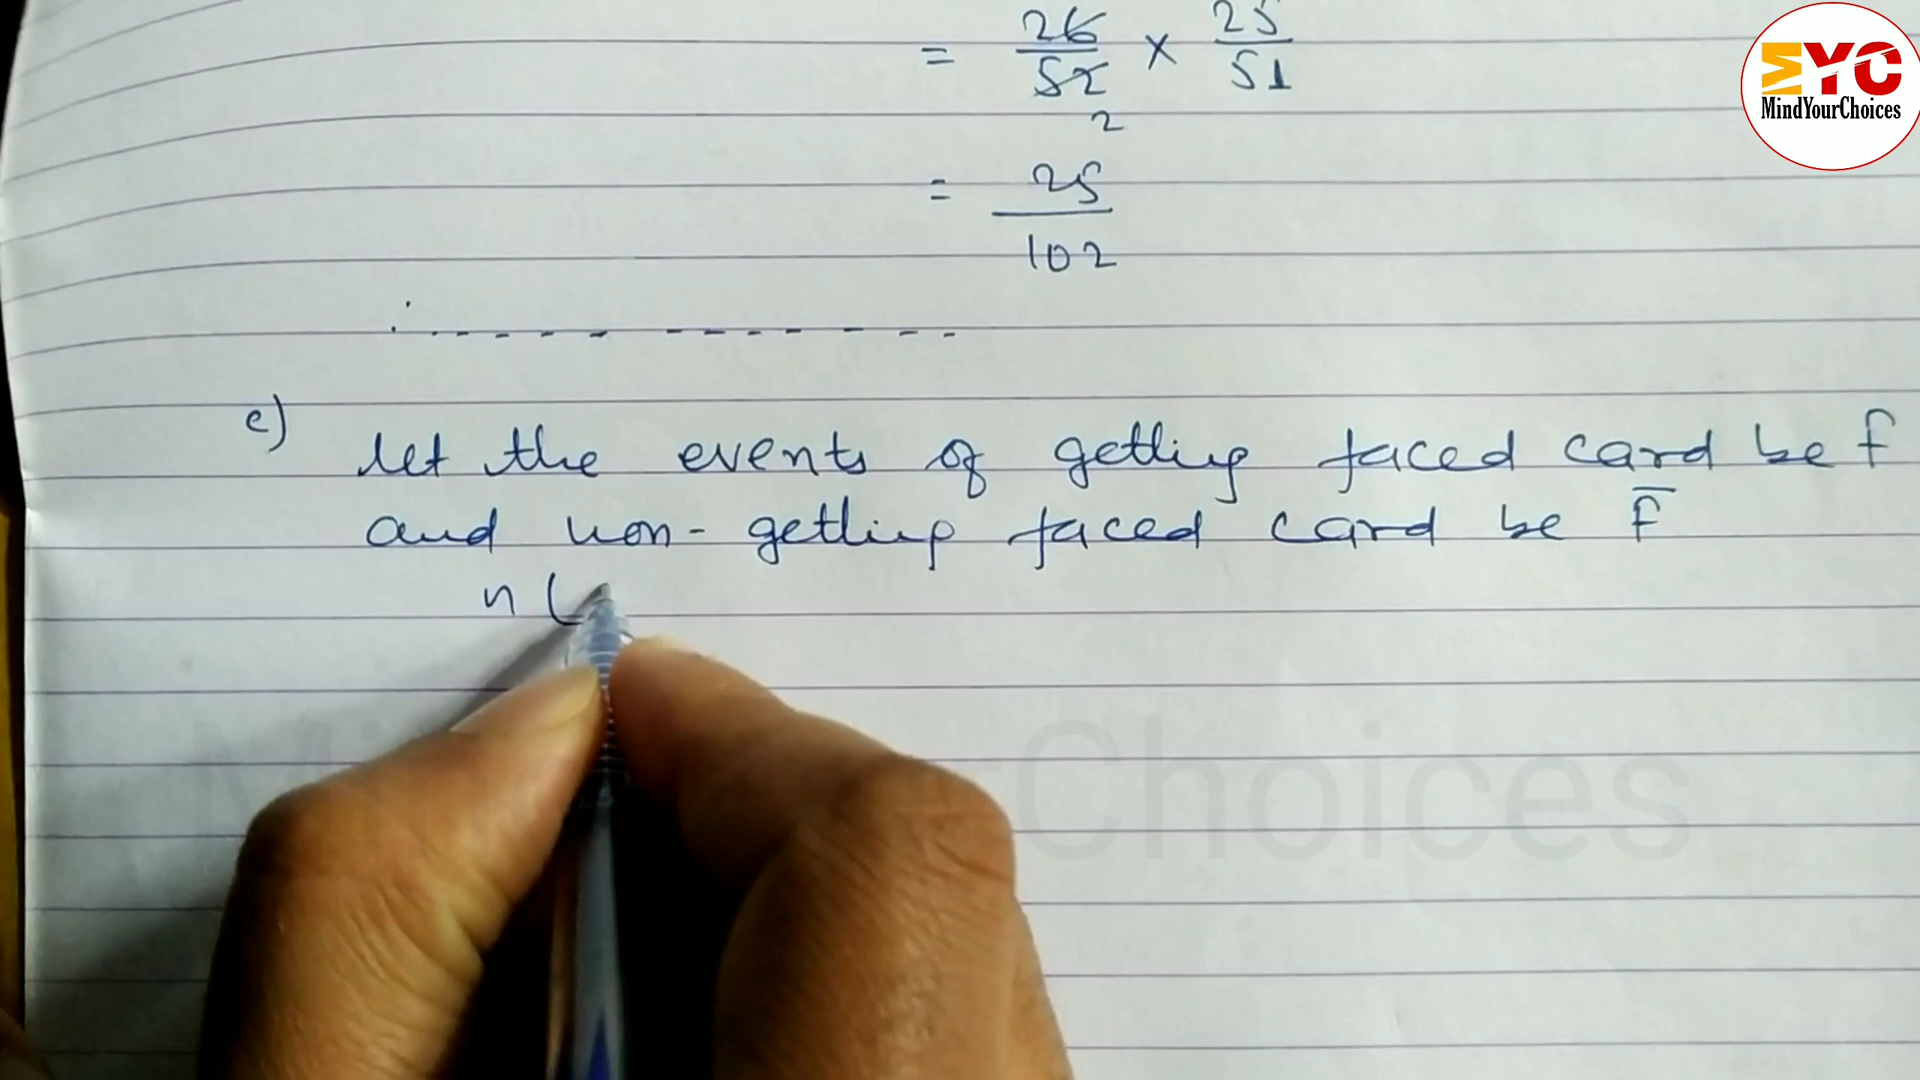 = 26/52 × 25/51
2
= 25/102
e) let the events of getting faced card be F
and non-getting faced card be F̅
n (
MYC
MindYourChoices
MindYourChoices